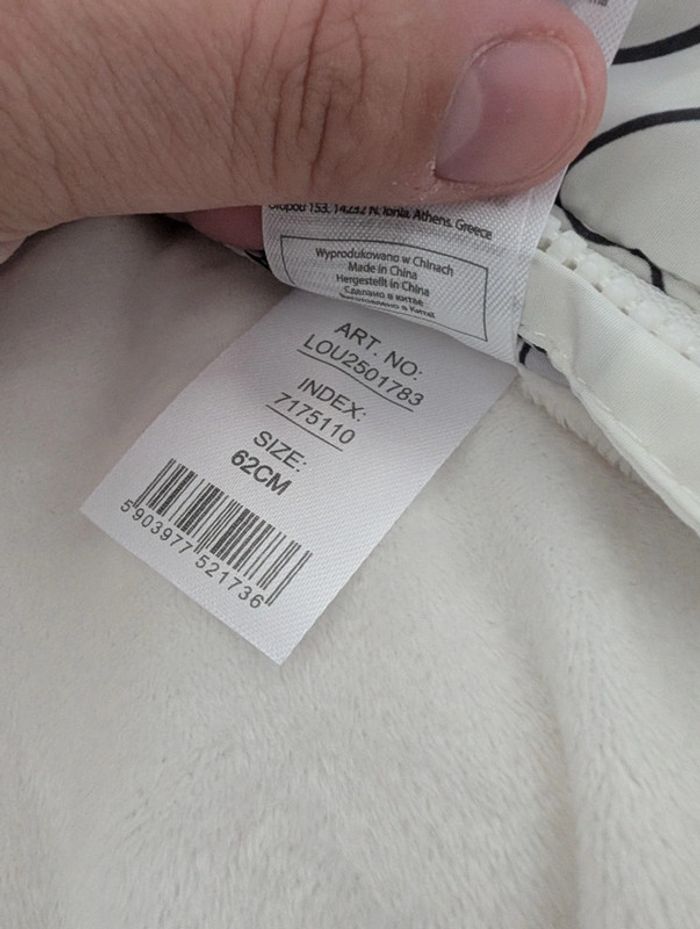 153, 14232 N. Ionia, Athens, Greece
Wyprodukowano w Chinach
Made in China
Hergestellt in China
Сделано в китае
в Китаї
ART. NO:
LOU2501783
INDEX:
7175110
SIZE:
62CM
5 903977 521736